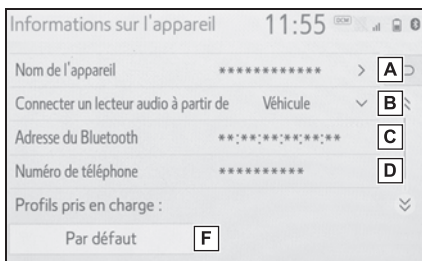 Informations sur l'appareil 11:55 DCM
Nom de l'appareil ************ > A
Connecter un lecteur audio à partir de Véhicule B
Adresse du Bluetooth **:**:**:**:**:** C
Numéro de téléphone ********** D
Profils pris en charge :
Par défaut F